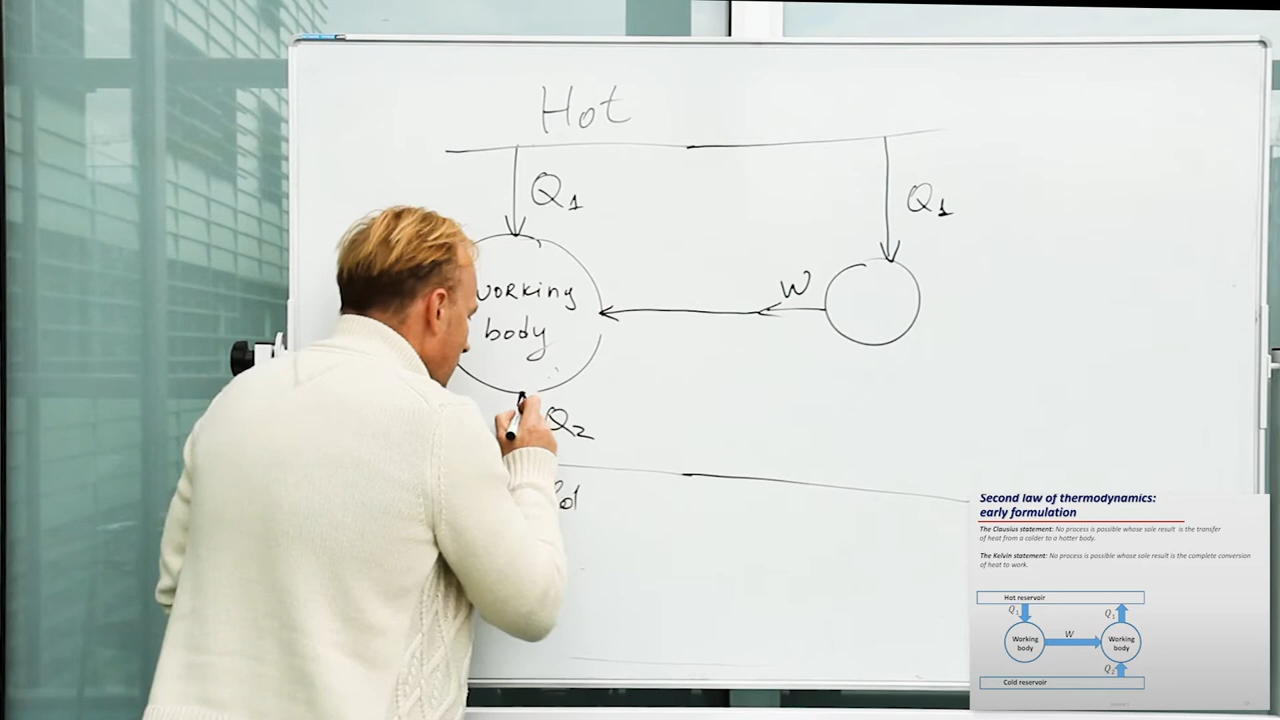 Hot
Q1
Q1
working
body
W
Q2
Second law of thermodynamics:
early formulation
The Clausius statement: No process is possible whose sole result is the transfer
of heat from a colder to a hotter body.
The Kelvin statement: No process is possible whose sole result is the complete conversion
of heat to work.
Hot reservoir
Q1
Q1
Working
body
W
Working
body
Q2
Cold reservoir